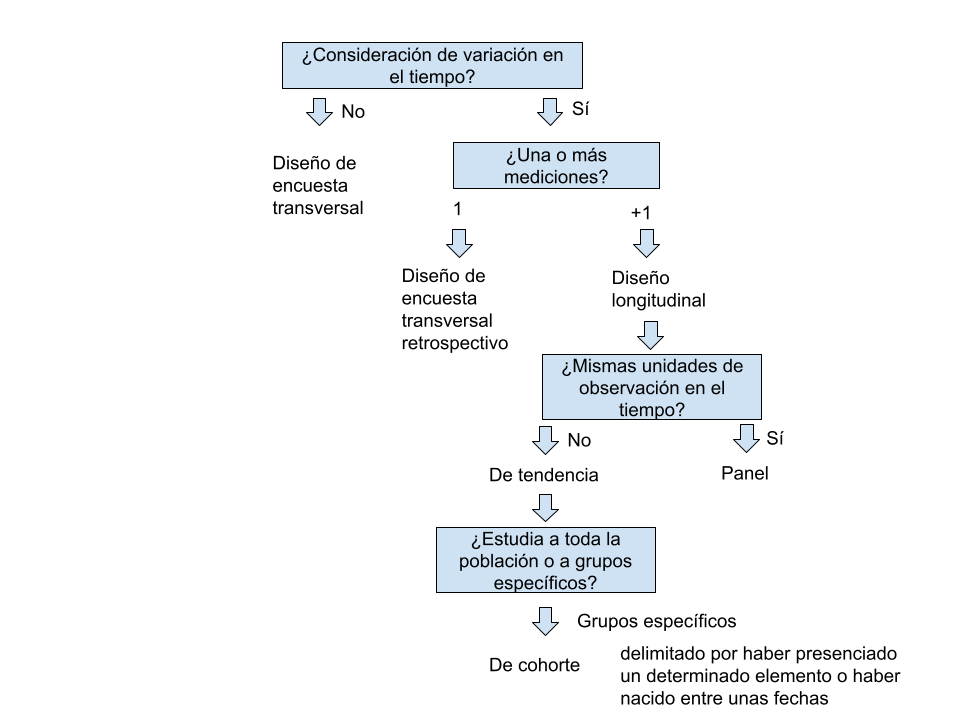 ¿Consideración de variación en
el tiempo?
No
Sí
Diseño de
encuesta
transversal
¿Una o más
mediciones?
1
+1
Diseño de
encuesta
transversal
retrospectivo
Diseño
longitudinal
¿Mismas unidades de
observación en el
tiempo?
No
Sí
De tendencia
Panel
¿Estudia a toda la
población o a grupos
específicos?
Grupos específicos
De cohorte
delimitado por haber presenciado
un determinado elemento o haber
nacido entre unas fechas